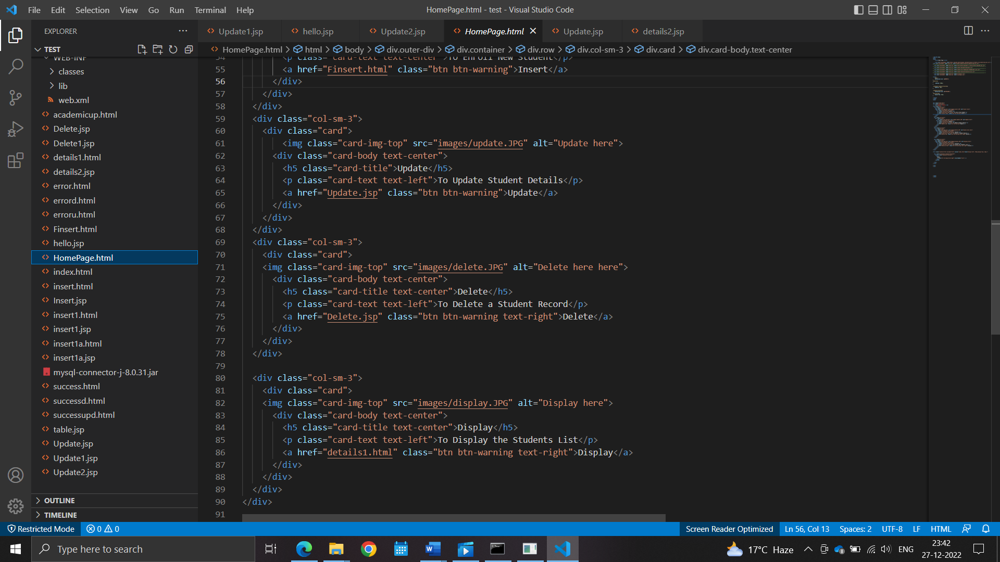 File Edit Selection View Go Run Terminal Help
HomePage.html - test - Visual Studio Code
EXPLORER
Update1.jsp
hello.jsp
Update2.jsp
HomePage.html
Update.jsp
details2.jsp
TEST
HomePage.html > html > body > div.outer-div > div.container > div.row > div.col-sm-3 > div.card > div.card-body.text-center
WEB-INF
classes
lib
web.xml
academicup.html
Delete.jsp
Delete1.jsp
details1.html
details2.jsp
error.html
errord.html
erroru.html
Finsert.html
hello.jsp
HomePage.html
index.html
insert.html
Insert.jsp
insert1.html
insert1.jsp
insert1a.html
insert1a.jsp
mysql-connector-j-8.0.31.jar
success.html
successd.html
successupd.html
table.jsp
Update.jsp
Update1.jsp
Update2.jsp
OUTLINE
TIMELINE
54 <p class="card-text text-center">To Enroll New Student</p>
55 <a href="Finsert.html" class="btn btn-warning">Insert</a>
56 </div>
57 </div>
58 </div>
59 <div class="col-sm-3">
60 <div class="card">
61 <img class="card-img-top" src="images/update.JPG" alt="Update here">
62 <div class="card-body text-center">
63 <h5 class="card-title">Update</h5>
64 <p class="card-text text-left">To Update Student Details</p>
65 <a href="Update.jsp" class="btn btn-warning">Update</a>
66 </div>
67 </div>
68 </div>
69 <div class="col-sm-3">
70 <div class="card">
71 <img class="card-img-top" src="images/delete.JPG" alt="Delete here here">
72 <div class="card-body text-center">
73 <h5 class="card-title text-center">Delete</h5>
74 <p class="card-text text-left">To Delete a Student Record</p>
75 <a href="Delete.jsp" class="btn btn-warning text-right">Delete</a>
76 </div>
77 </div>
78 </div>
79
80 <div class="col-sm-3">
81 <div class="card">
82 <img class="card-img-top" src="images/display.JPG" alt="Display here">
83 <div class="card-body text-center">
84 <h5 class="card-title text-center">Display</h5>
85 <p class="card-text text-left">To Display the Students List</p>
86 <a href="details1.html" class="btn btn-warning text-right">Display</a>
87 </div>
88 </div>
89 </div>
90 </div>
91
Restricted Mode 0 0
Screen Reader Optimized Ln 56, Col 13 Spaces: 2 UTF-8 LF HTML
Type here to search
17°C Haze
ENG
23:42
27-12-2022